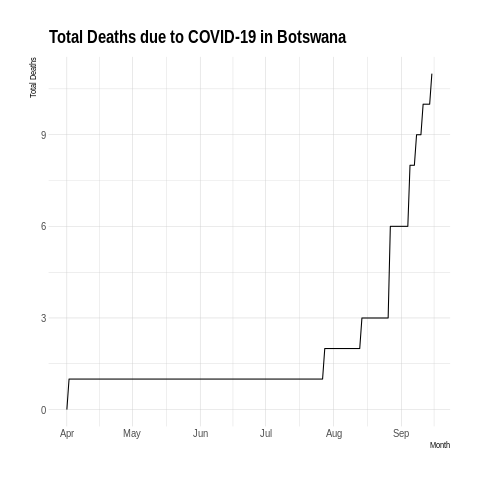 Total Deaths due to COVID-19 in Botswana
Total Deaths
9
6
3
0
Apr May Jun Jul Aug Sep
Month